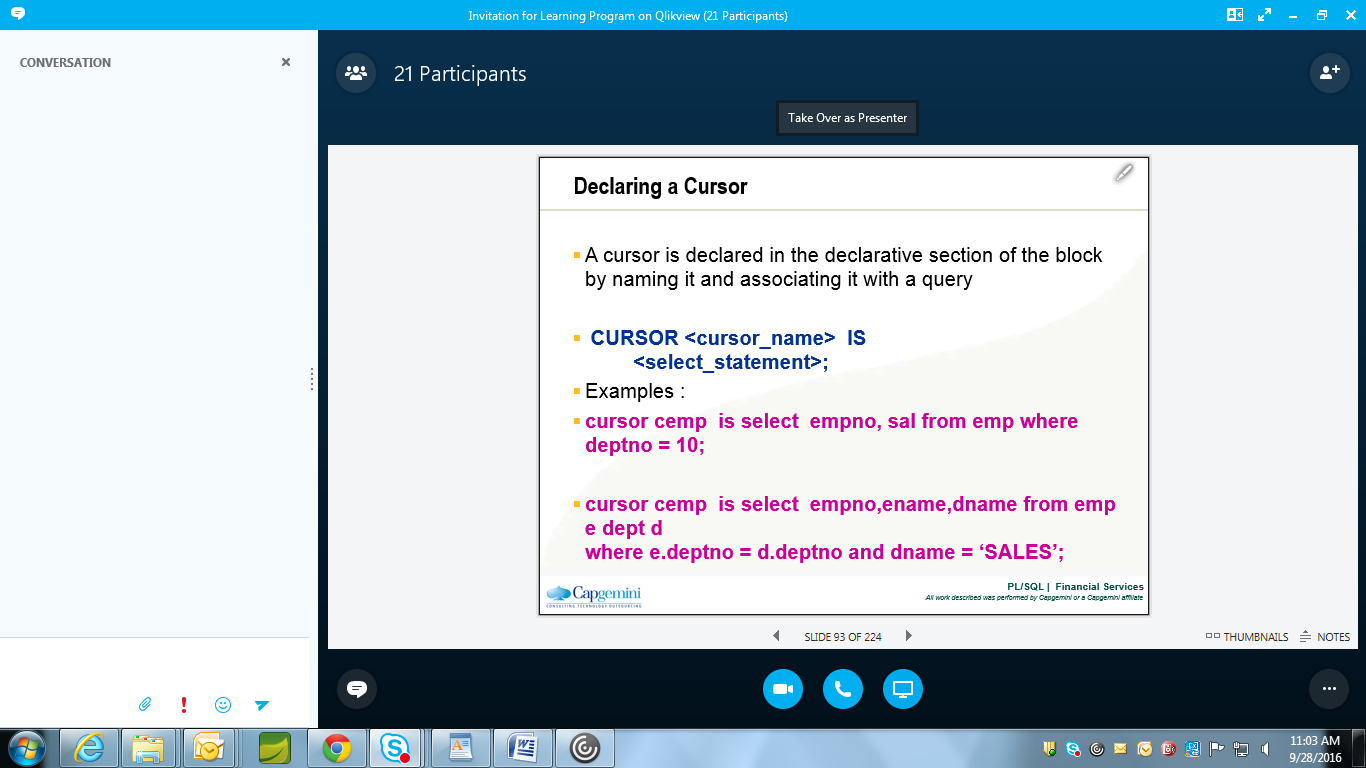 Invitation for Learning Program on Qlikview (21 Participants)
CONVERSATION
21 Participants
Take Over as Presenter
Declaring a Cursor
A cursor is declared in the declarative section of the block
by naming it and associating it with a query
CURSOR <cursor_name>  IS
<select_statement>;
Examples :
cursor cemp  is select  empno, sal from emp where
deptno = 10;
cursor cemp  is select  empno,ename,dname from emp
e dept d
where e.deptno = d.deptno and dname = ‘SALES’;
Capgemini
CONSULTING.TECHNOLOGY.OUTSOURCING
PL/SQL | Financial Services
All work described was performed by Capgemini or a Capgemini affiliate
SLIDE 93 OF 224
THUMBNAILS
NOTES
11:03 AM
9/28/2016